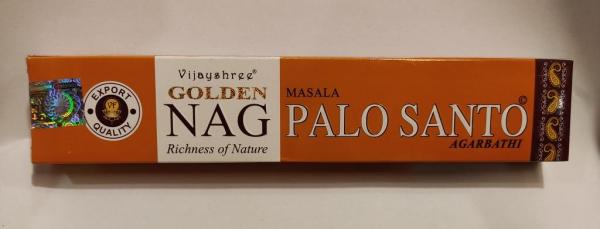 EXPORT
QUALITY
Vijayshree®
GOLDEN
NAG
Richness of Nature
MASALA
PALO SANTO©
AGARBATHI